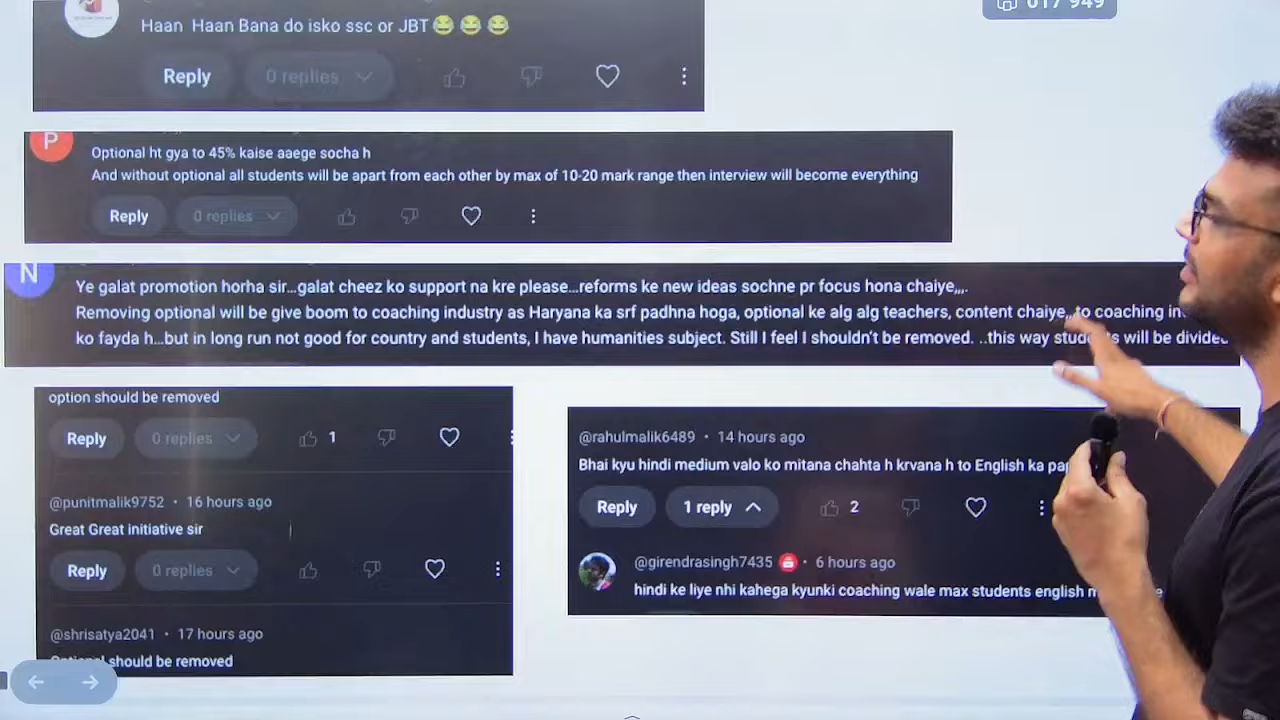 017 949
Haan Haan Bana do isko ssc or JBT😂😂😂
Reply 0 replies
P
Optional ht gya to 45% kaise aaege socha h
And without optional all students will be apart from each other by max of 10-20 mark range then interview will become everything
Reply 0 replies
N
Ye galat promotion horha sir...galat cheez ko support na kre please...reforms ke new ideas sochne pr focus hona chaiye,,,.
Removing optional will be give boom to coaching industry as Haryana ka srf padhna hoga, optional ke alg alg teachers, content chaiye,,,to coaching
ko fayda h...but in long run not good for country and students, I have humanities subject. Still I feel I shouldn't be removed. ..this way students will be divided
option should be removed
Reply 0 replies 1
@punitmalik9752 • 16 hours ago
Great Great initiative sir
Reply 0 replies
@shrisatya2041 • 17 hours ago
Optional should be removed
@rahulmalik6489 • 14 hours ago
Bhai kyu hindi medium valo ko mitana chahta h krvana h to English ka
Reply 1 reply 2
@girendrasingh7435 • 6 hours ago
hindi ke liye nhi kahega kyunki coaching wale max students english